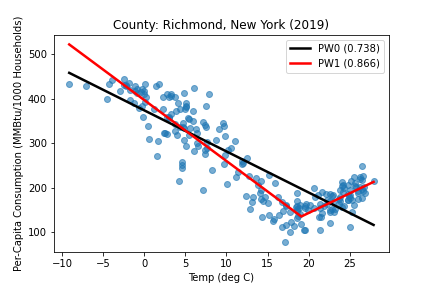 County: Richmond, New York (2019)
PW0 (0.738)
PW1 (0.866)
Per-Capita Consumption (MMBtu/1000 Households)
500
400
300
200
100
−10 −5 0 5 10 15 20 25
Temp (deg C)